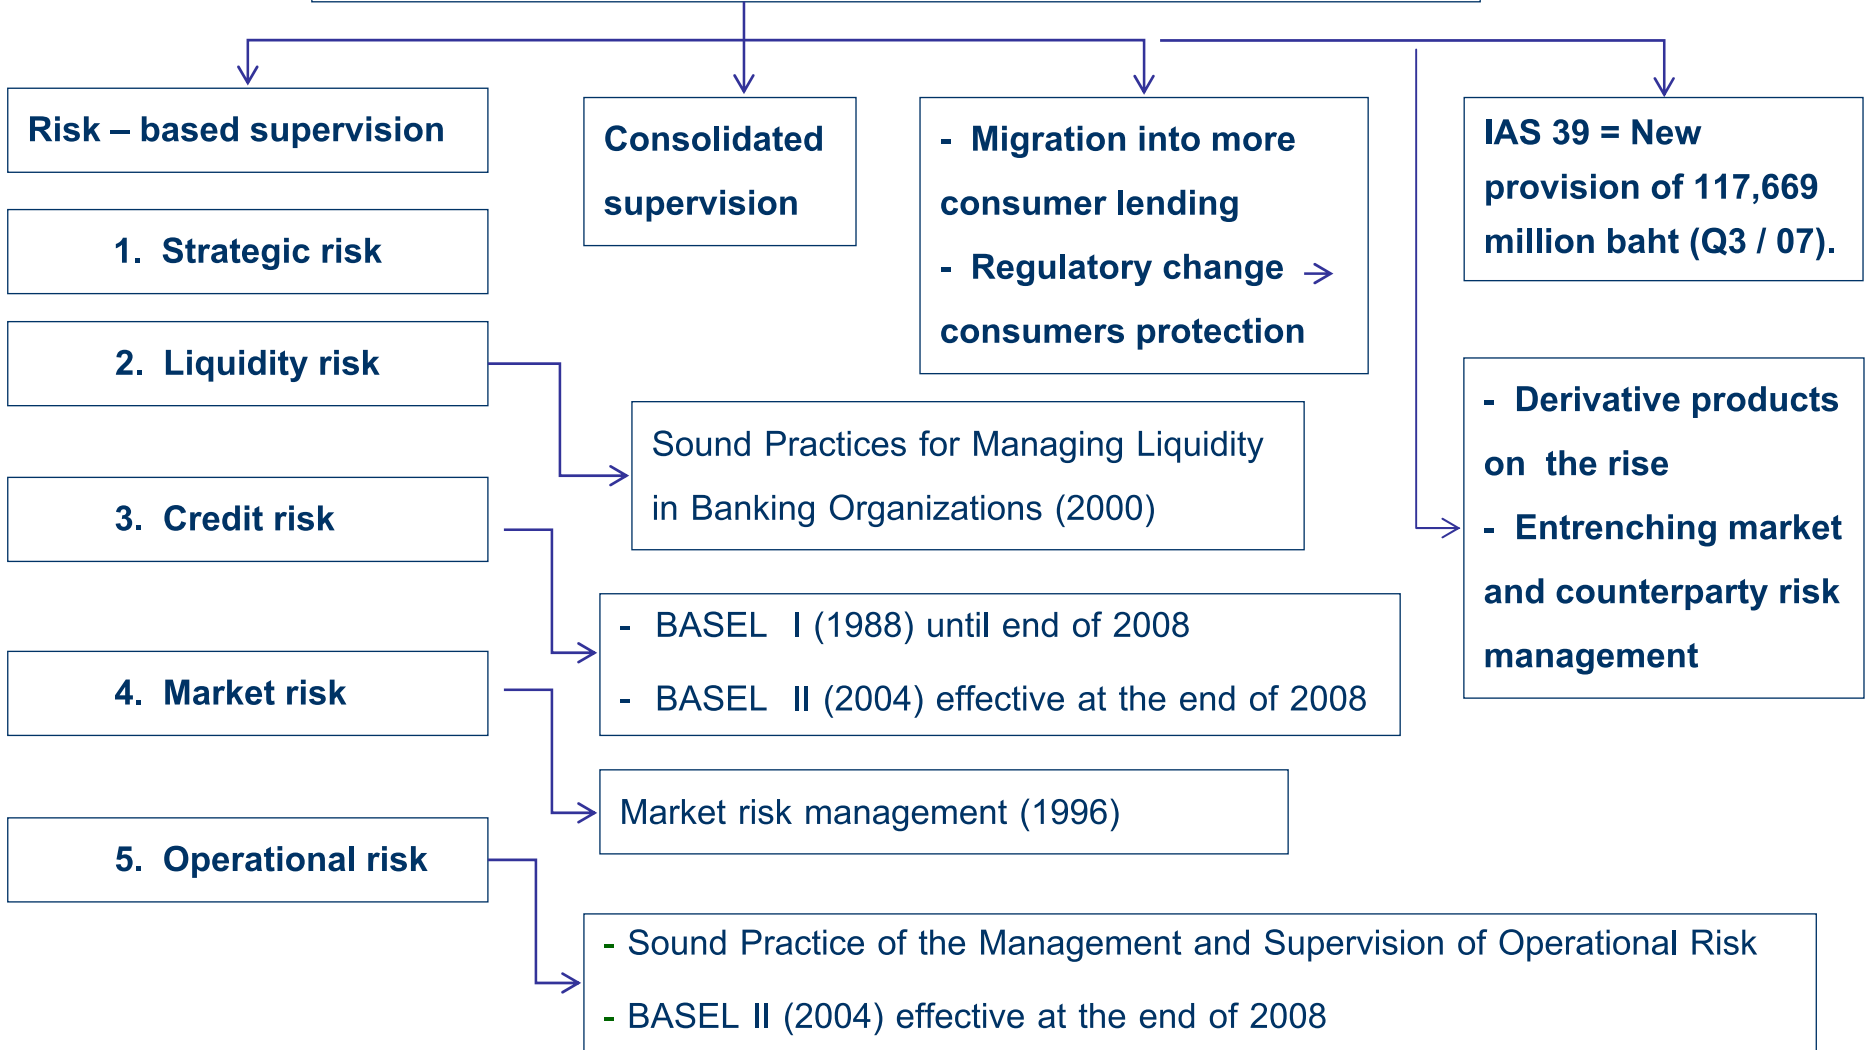 Risk – based supervision
Consolidated
supervision
- Migration into more
consumer lending
- Regulatory change →
consumers protection
IAS 39 = New
provision of 117,669
million baht (Q3 / 07).
1. Strategic risk
2. Liquidity risk
Sound Practices for Managing Liquidity
in Banking Organizations (2000)
- Derivative products
on the rise
- Entrenching market
and counterparty risk
management
3. Credit risk
- BASEL I (1988) until end of 2008
- BASEL II (2004) effective at the end of 2008
4. Market risk
Market risk management (1996)
5. Operational risk
- Sound Practice of the Management and Supervision of Operational Risk
- BASEL II (2004) effective at the end of 2008